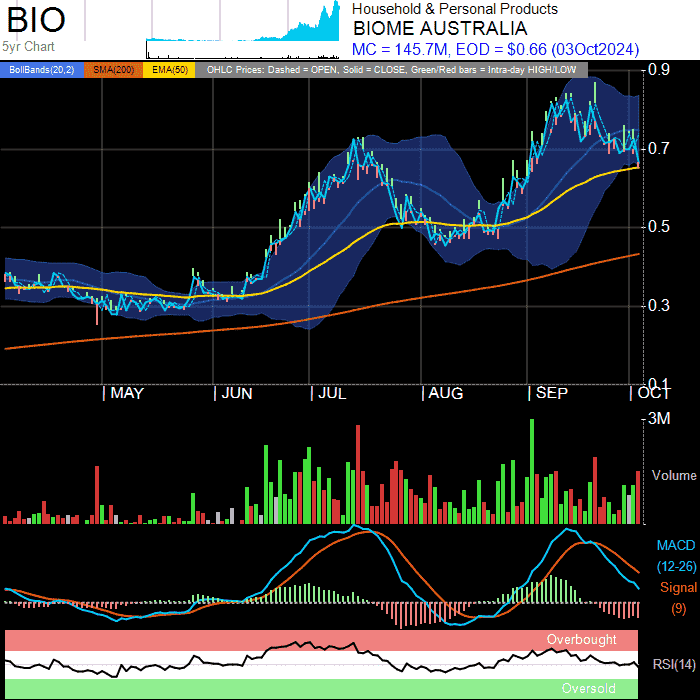 BIO
Household & Personal Products
BIOME AUSTRALIA
5yr Chart
MC = 145.7M, EOD = $0.66 (03Oct2024)
BollBands(20,2) SMA(200) EMA(50) OHLC Prices: Dashed = OPEN, Solid = CLOSE, Green/Red bars = Intra-day HIGH/LOW
0.9
0.7
0.5
0.3
0.1
MAY JUN JUL AUG SEP OCT
3M
Volume
MACD
(12-26)
Signal
(9)
Overbought
RSI(14)
Oversold